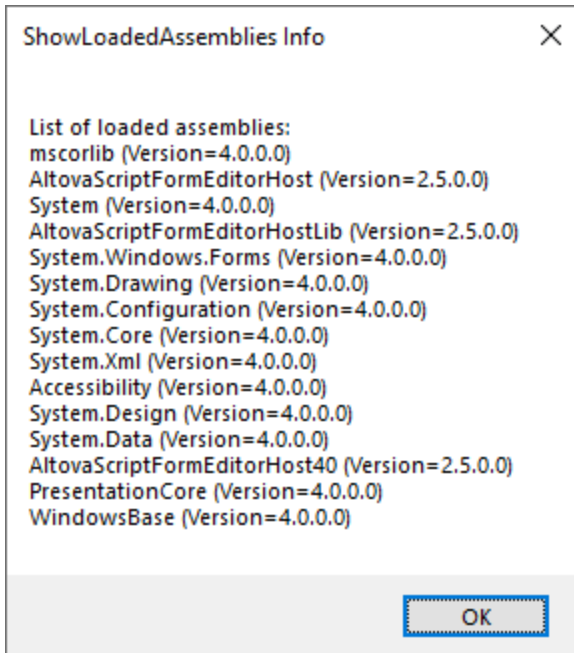 ShowLoadedAssemblies Info
List of loaded assemblies:
mscorlib (Version=4.0.0.0)
AltovaScriptFormEditorHost (Version=2.5.0.0)
System (Version=4.0.0.0)
AltovaScriptFormEditorHostLib (Version=2.5.0.0)
System.Windows.Forms (Version=4.0.0.0)
System.Drawing (Version=4.0.0.0)
System.Configuration (Version=4.0.0.0)
System.Core (Version=4.0.0.0)
System.Xml (Version=4.0.0.0)
Accessibility (Version=4.0.0.0)
System.Design (Version=4.0.0.0)
System.Data (Version=4.0.0.0)
AltovaScriptFormEditorHost40 (Version=2.5.0.0)
PresentationCore (Version=4.0.0.0)
WindowsBase (Version=4.0.0.0)
OK